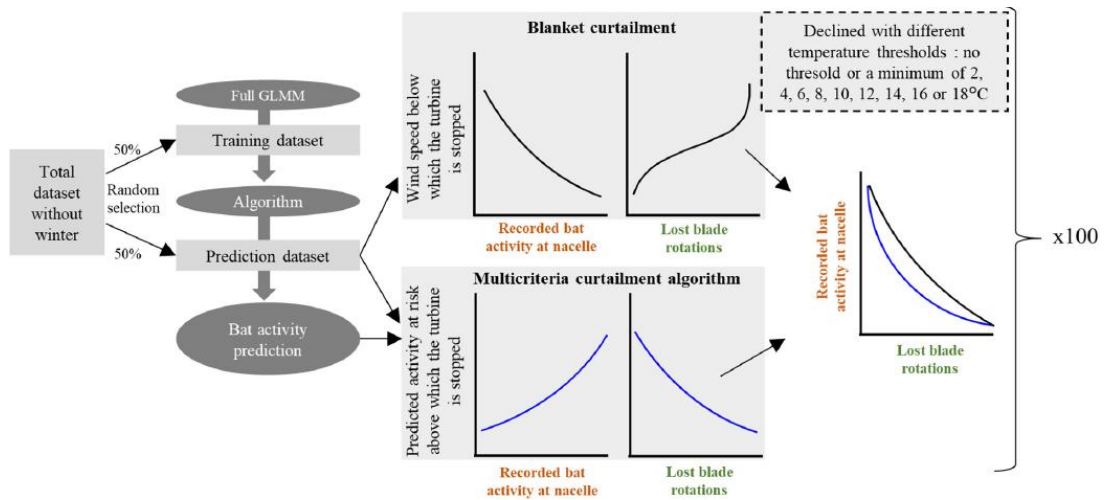 Total
dataset
without
winter
50%
Random
selection
50%
Full GLMM
Training dataset
Algorithm
Prediction dataset
Bat activity
prediction
Blanket curtailment
Wind speed below
which the turbine
is stopped
Recorded bat
activity at nacelle
Lost blade
rotations
Declined with different
temperature thresholds : no
thresold or a minimum of 2,
4, 6, 8, 10, 12, 14, 16 or 18°C
Multicriteria curtailment algorithm
Predicted activity at risk
above which the turbine
is stopped
Recorded bat
activity at nacelle
Lost blade
rotations
Recorded bat
activity at nacelle
Lost blade
rotations
x100